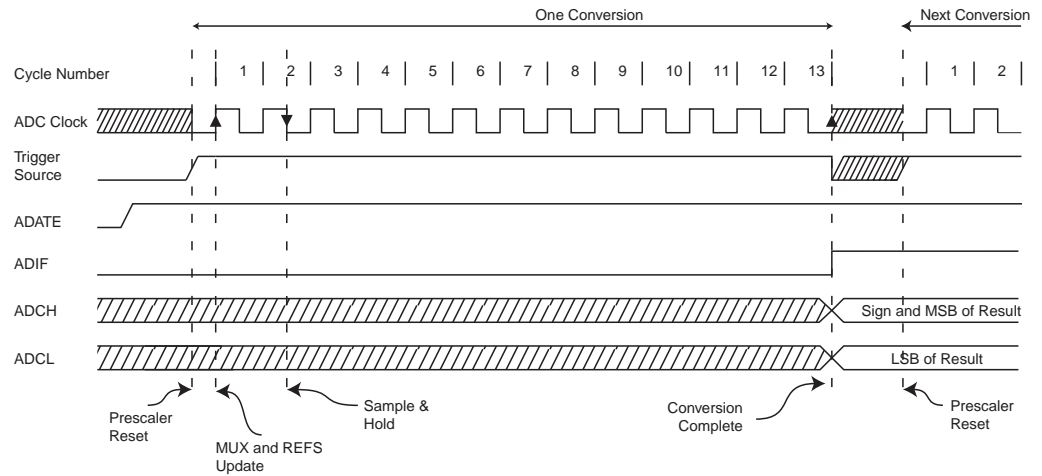 One Conversion
Next Conversion
Cycle Number
1 2 3 4 5 6 7 8 9 10 11 12 13
1 2
ADC Clock
Trigger
Source
ADATE
ADIF
ADCH
Sign and MSB of Result
ADCL
LSB of Result
Prescaler
Reset
MUX and REFS
Update
Sample &
Hold
Conversion
Complete
Prescaler
Reset